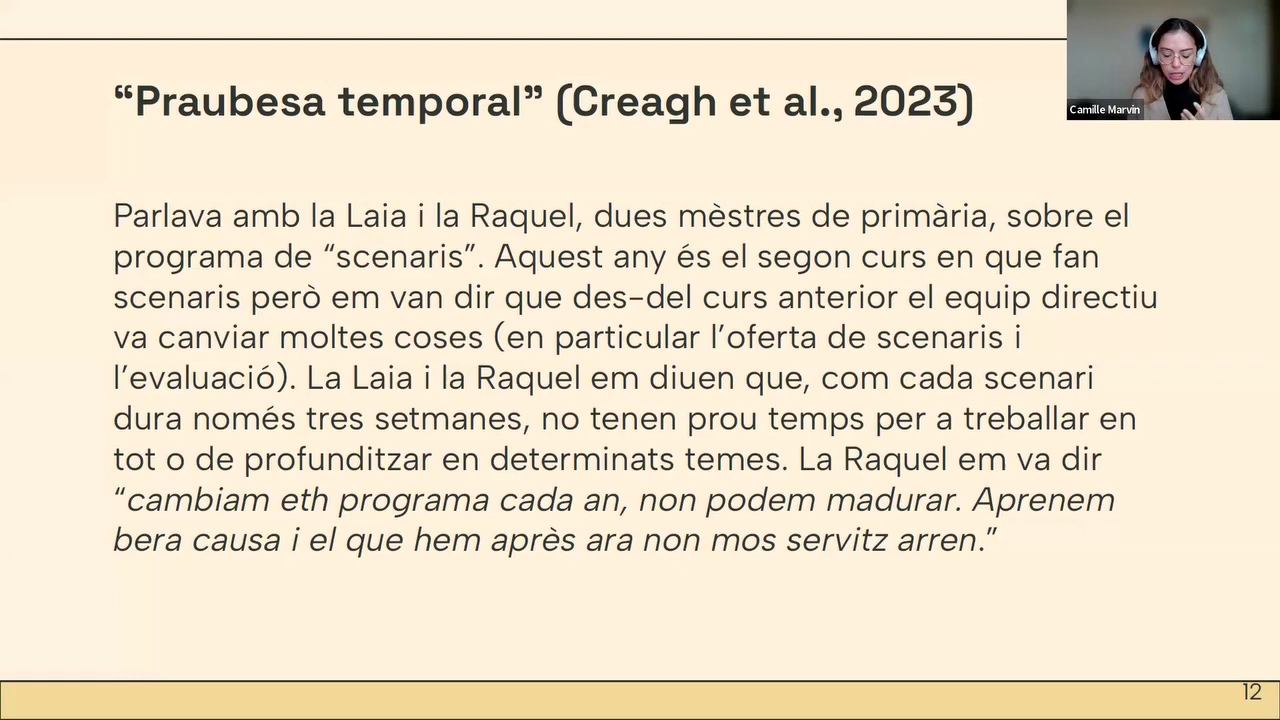 “Praubesa temporal” (Creagh et al., 2023)
Camille Marvin
Parlava amb la Laia i la Raquel, dues mèstres de primària, sobre el
programa de “scenaris”. Aquest any és el segon curs en que fan
scenaris però em van dir que des-del curs anterior el equip directiu
va canviar moltes coses (en particular l’oferta de scenaris i
l’evaluació). La Laia i la Raquel em diuen que, com cada scenari
dura només tres setmanes, no tenen prou temps per a treballar en
tot o de profunditzar en determinats temes. La Raquel em va dir
“cambiam eth programa cada an, non podem madurar. Aprenem
bera causa i el que hem après ara non mos servitz arren.”
12